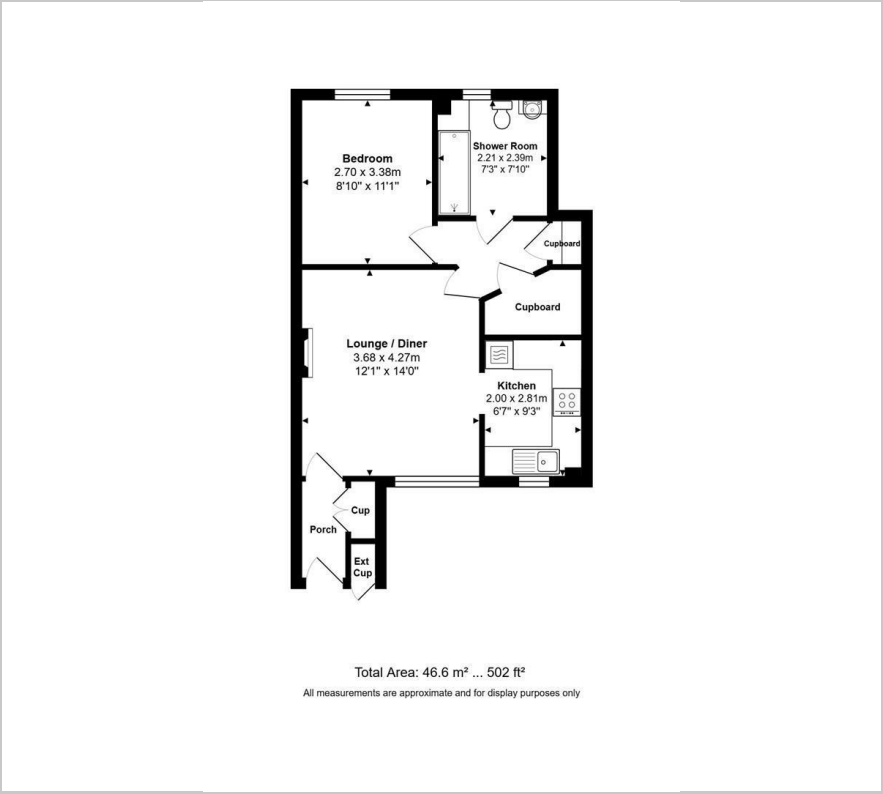 Bedroom
2.70 x 3.38m
8'10" x 11'1"
Shower Room
2.21 x 2.39m
7'3" x 7'10"
Cupboard
Cupboard
Lounge / Diner
3.68 x 4.27m
12'1" x 14'0"
Kitchen
2.00 x 2.81m
6'7" x 9'3"
Cup
Porch
Ext
Cup
Total Area: 46.6 m² ... 502 ft²
All measurements are approximate and for display purposes only